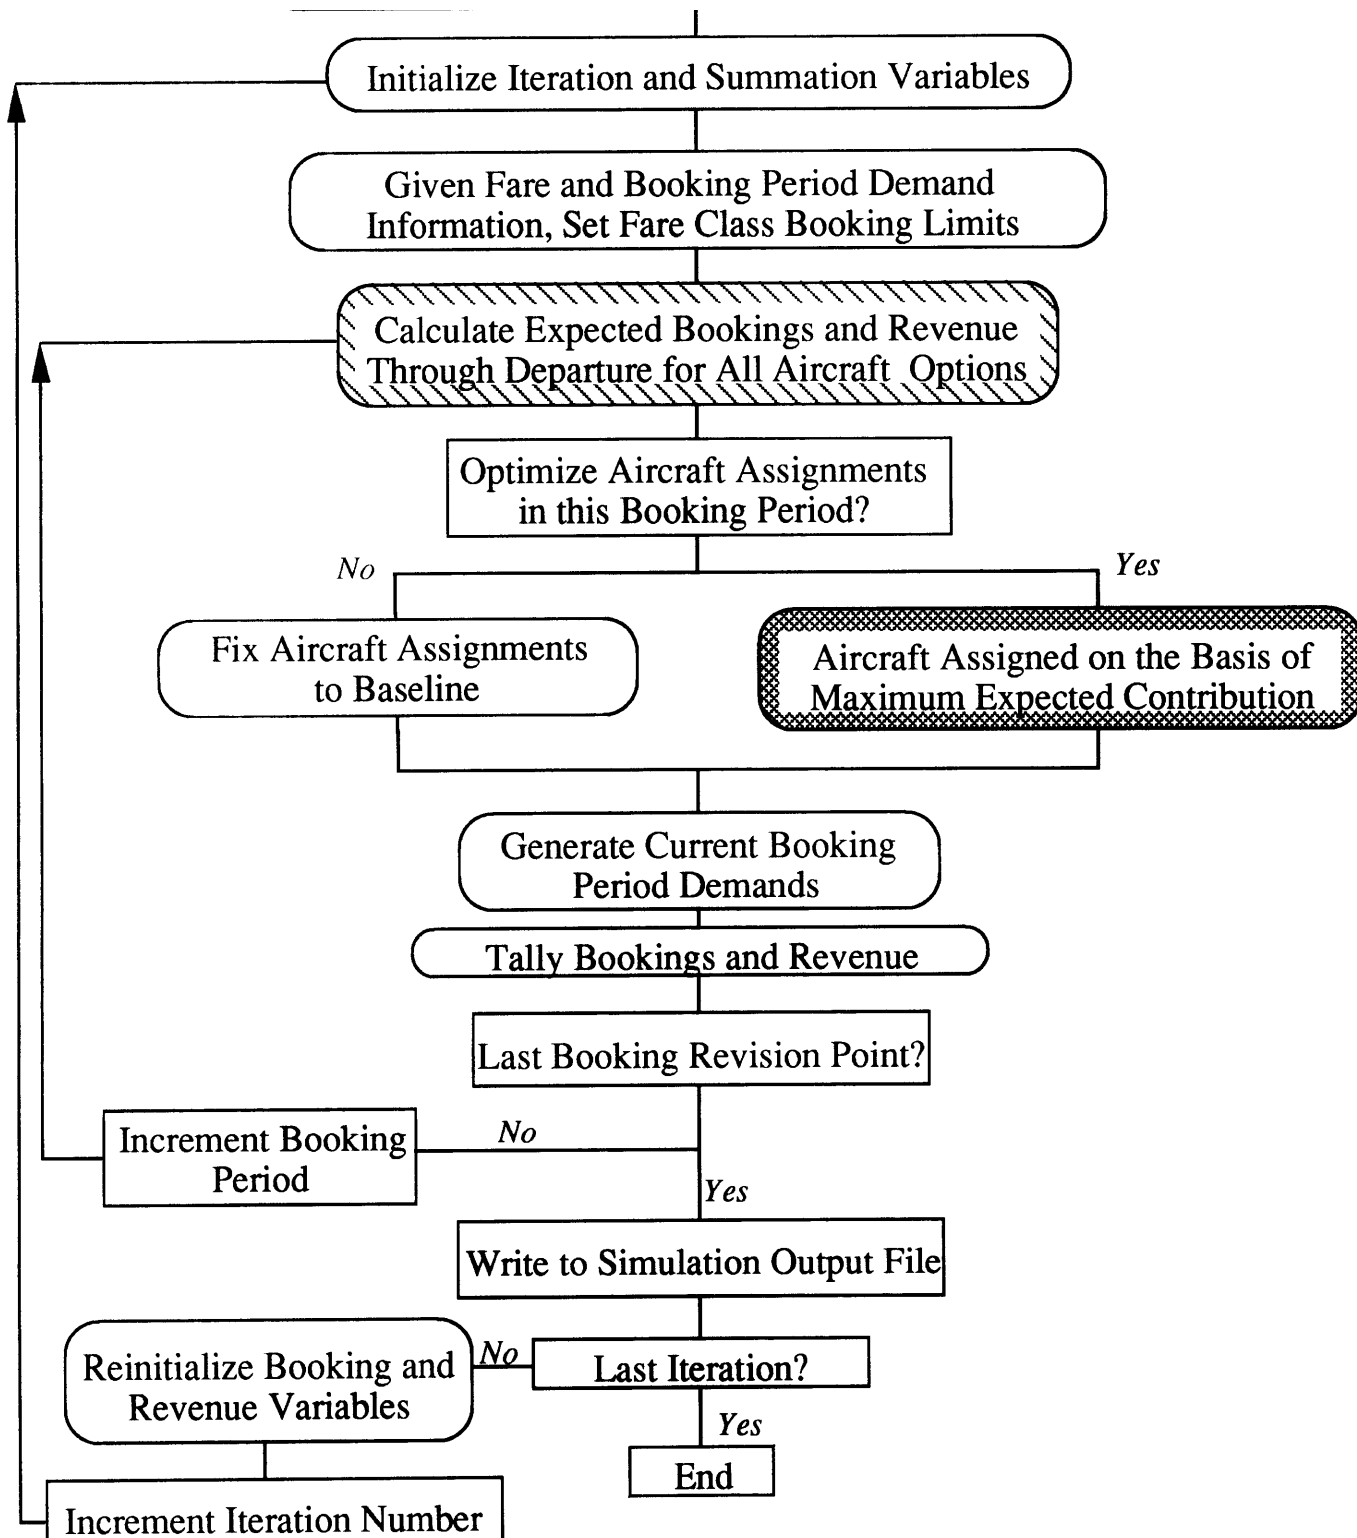 Initialize Iteration and Summation Variables
Given Fare and Booking Period Demand
Information, Set Fare Class Booking Limits
Calculate Expected Bookings and Revenue
Through Departure for All Aircraft Options
Optimize Aircraft Assignments
in this Booking Period?
No
Yes
Fix Aircraft Assignments
to Baseline
Aircraft Assigned on the Basis of
Maximum Expected Contribution
Generate Current Booking
Period Demands
Tally Bookings and Revenue
Last Booking Revision Point?
Increment Booking
Period
No
Yes
Write to Simulation Output File
Reinitialize Booking and
Revenue Variables
No
Last Iteration?
Yes
End
Increment Iteration Number